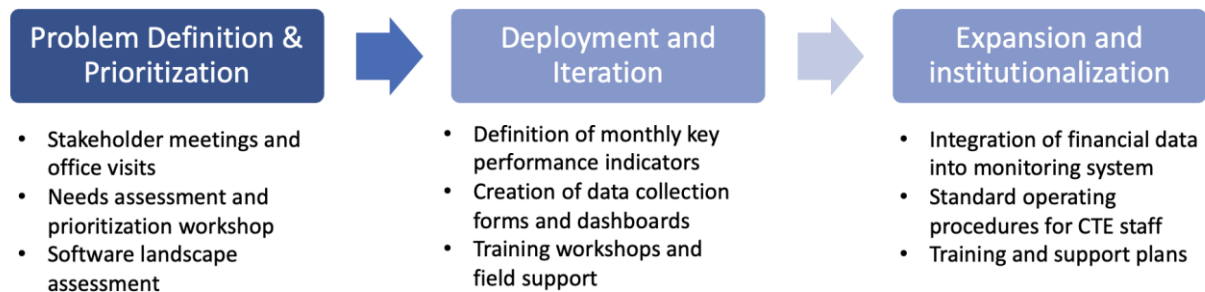 Problem Definition &
Prioritization
• Stakeholder meetings and
office visits
• Needs assessment and
prioritization workshop
• Software landscape
assessment
Deployment and
Iteration
• Definition of monthly key
performance indicators
• Creation of data collection
forms and dashboards
• Training workshops and
field support
Expansion and
institutionalization
• Integration of financial data
into monitoring system
• Standard operating
procedures for CTE staff
• Training and support plans